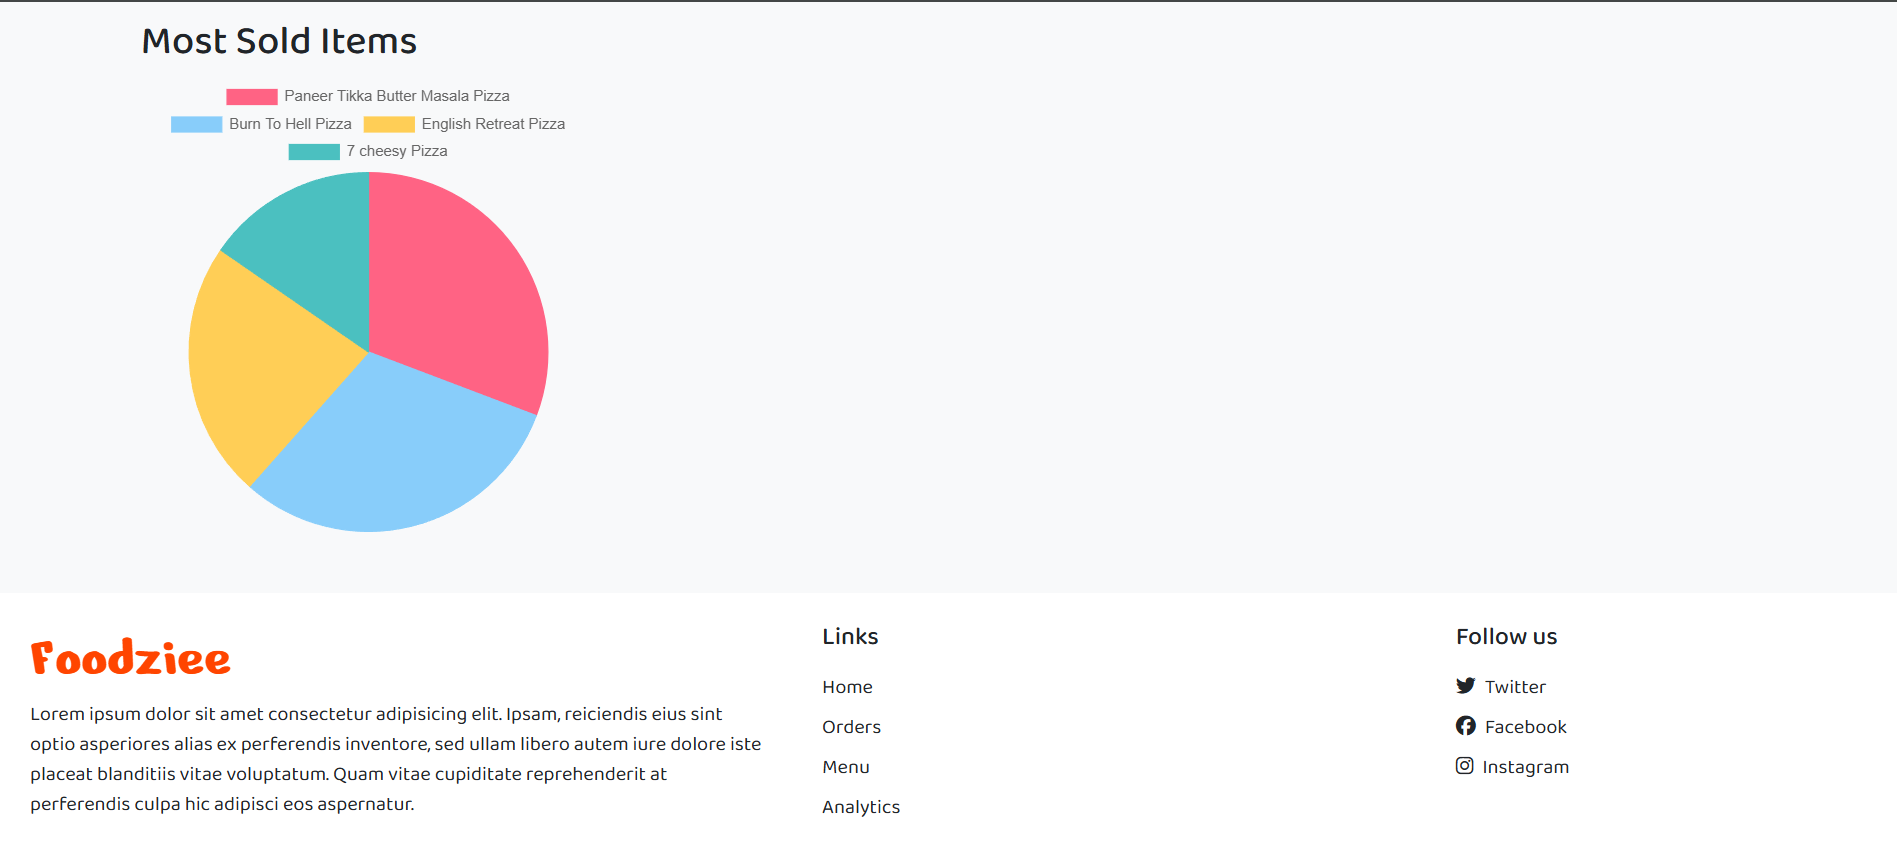 Most Sold Items
Paneer Tikka Butter Masala Pizza
Burn To Hell Pizza English Retreat Pizza
7 cheesy Pizza
Foodziee
Lorem ipsum dolor sit amet consectetur adipisicing elit. Ipsam, reiciendis eius sint
optio asperiores alias ex perferendis inventore, sed ullam libero autem iure dolore iste
placeat blanditiis vitae voluptatum. Quam vitae cupiditate reprehenderit at
perferendis culpa hic adipisci eos aspernatur.
Links
Home
Orders
Menu
Analytics
Follow us
Twitter
Facebook
Instagram